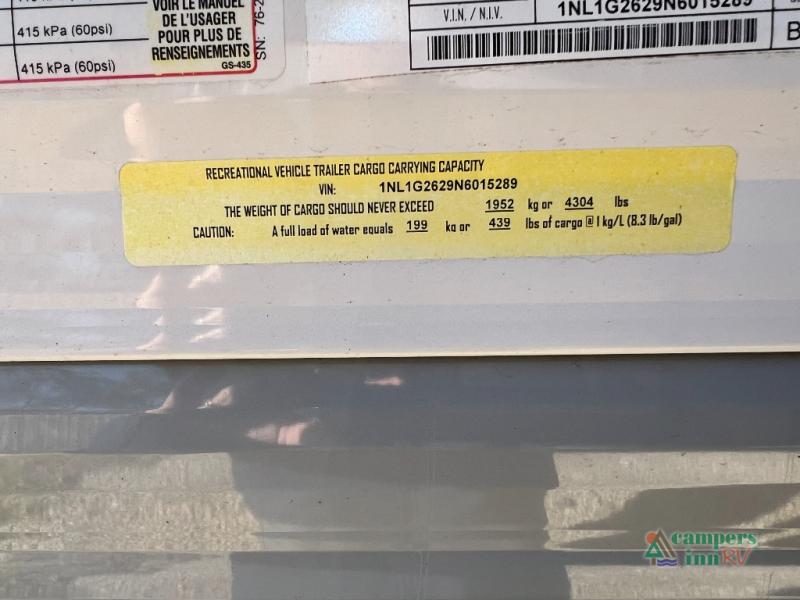 VOIR LE MANUEL
DE L'USAGER
POUR PLUS DE
RENSEIGNEMENTS
GS-435
415 kPa (60psi)
415 kPa (60psi)
SN: 76-2
V.I.N. / N.I.V.
1NL1G2629N6015289
B
RECREATIONAL VEHICLE TRAILER CARGO CARRYING CAPACITY
VIN: 1NL1G2629N6015289
THE WEIGHT OF CARGO SHOULD NEVER EXCEED 1952 kg or 4304 lbs
CAUTION: A full load of water equals 199 kg or 439 lbs of cargo @ 1 kg/L (8.3 lb/gal)
campers
inn RV